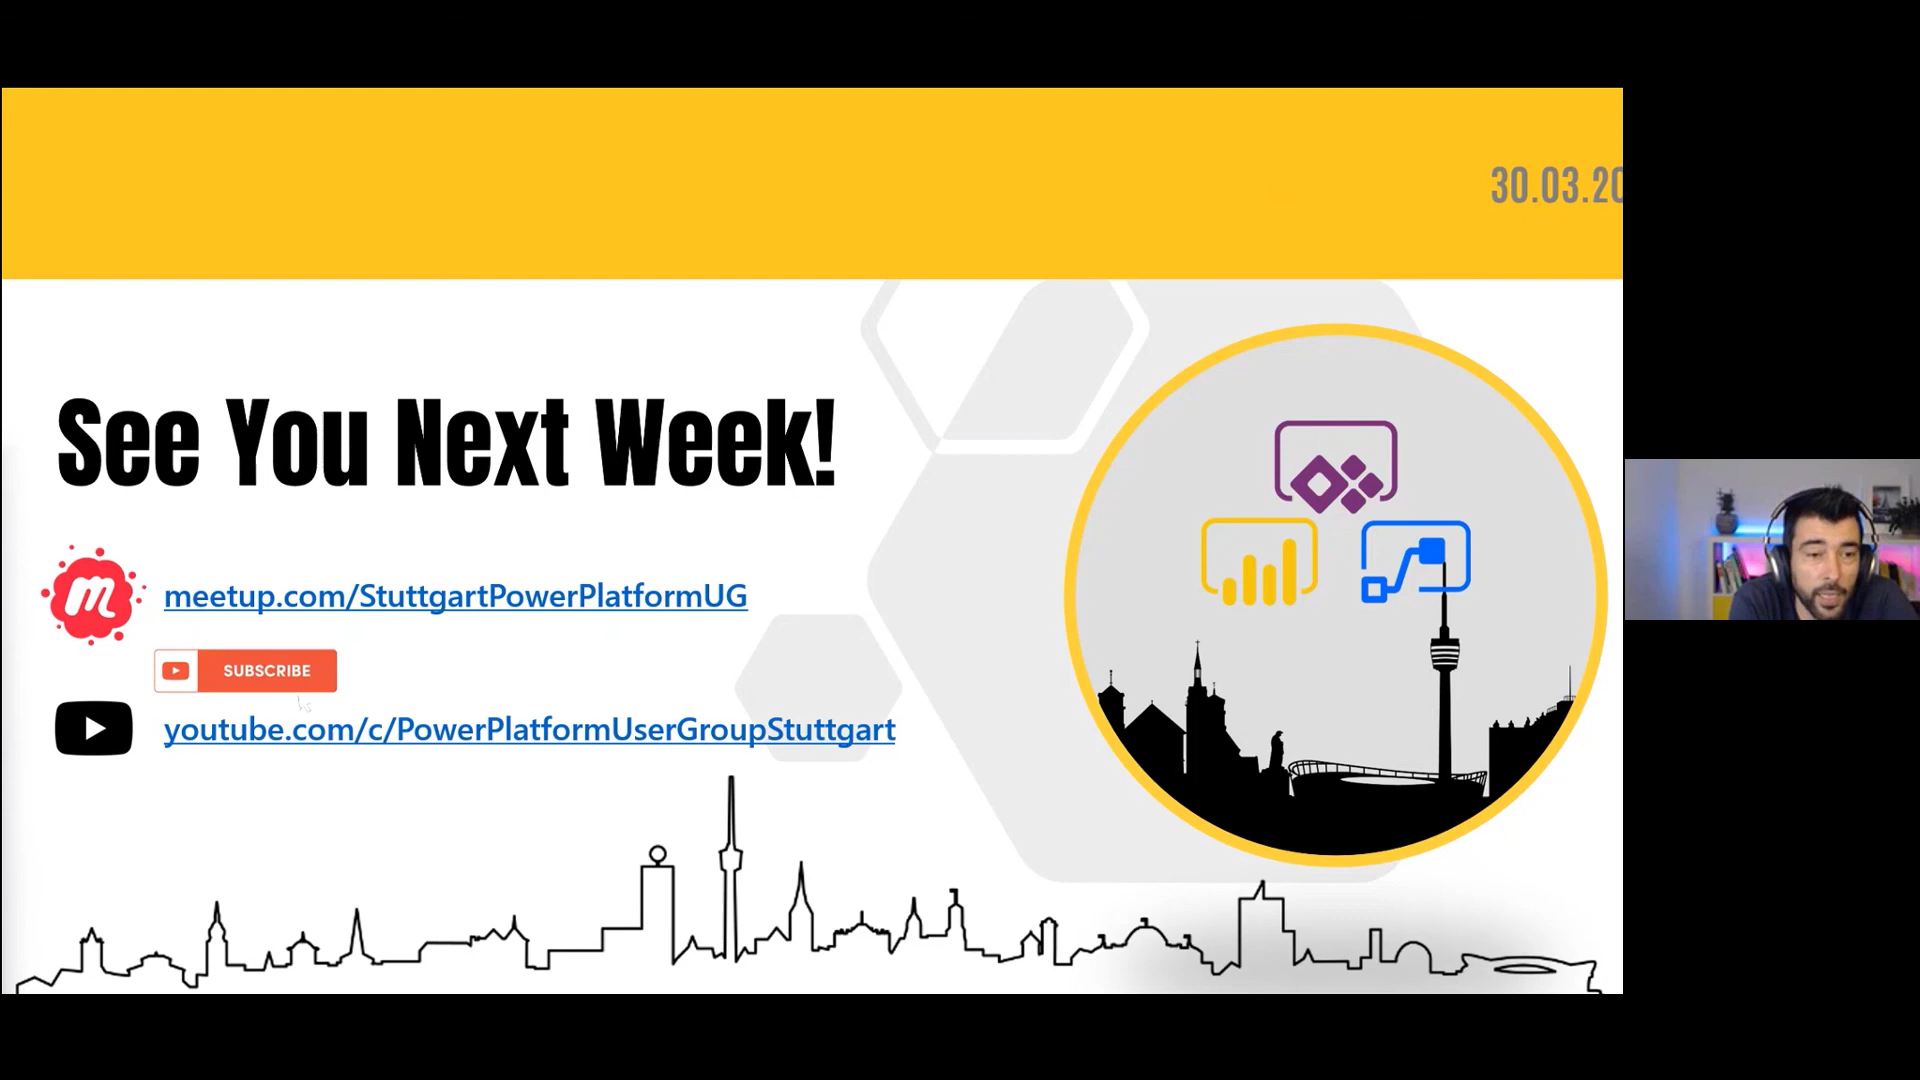 30.03.20
See You Next Week!
meetup.com/StuttgartPowerPlatformUG
SUBSCRIBE
youtube.com/c/PowerPlatformUserGroupStuttgart